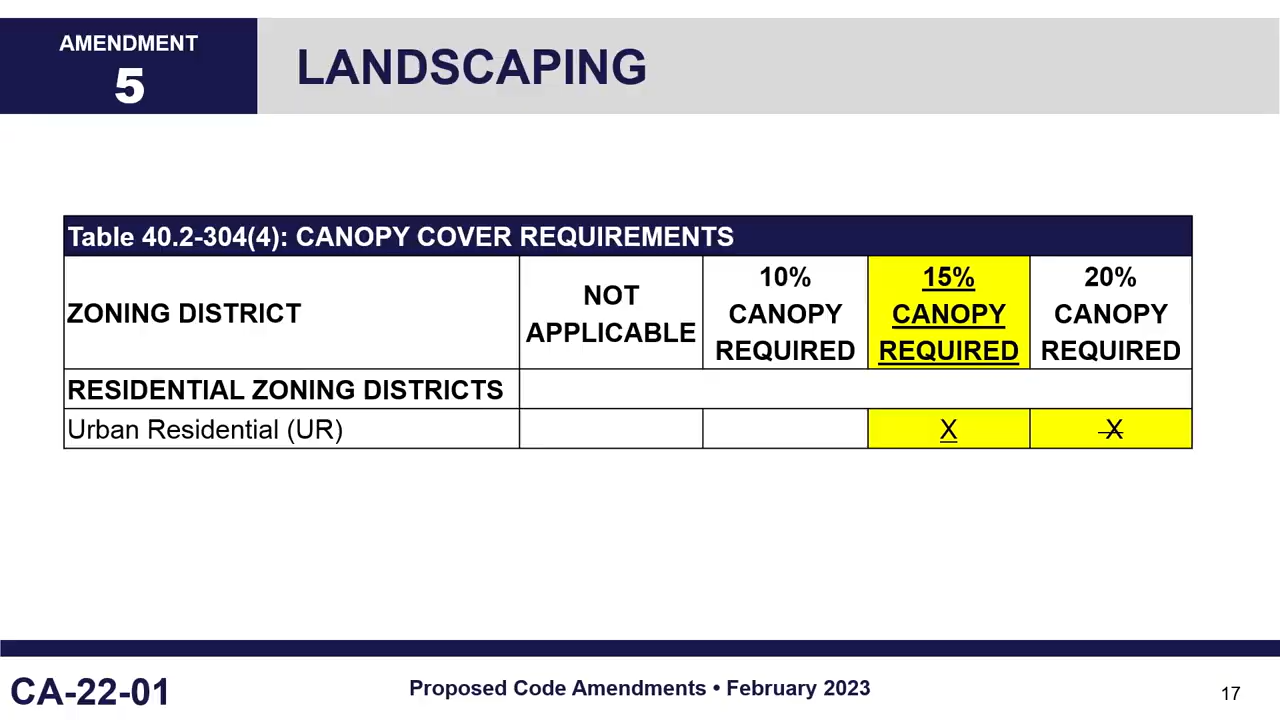 AMENDMENT
5
LANDSCAPING
Table 40.2-304(4): CANOPY COVER REQUIREMENTS
ZONING DISTRICT
NOT
APPLICABLE
10%
CANOPY
REQUIRED
15%
CANOPY
REQUIRED
20%
CANOPY
REQUIRED
RESIDENTIAL ZONING DISTRICTS
Urban Residential (UR)
X
X
CA-22-01
Proposed Code Amendments • February 2023
17